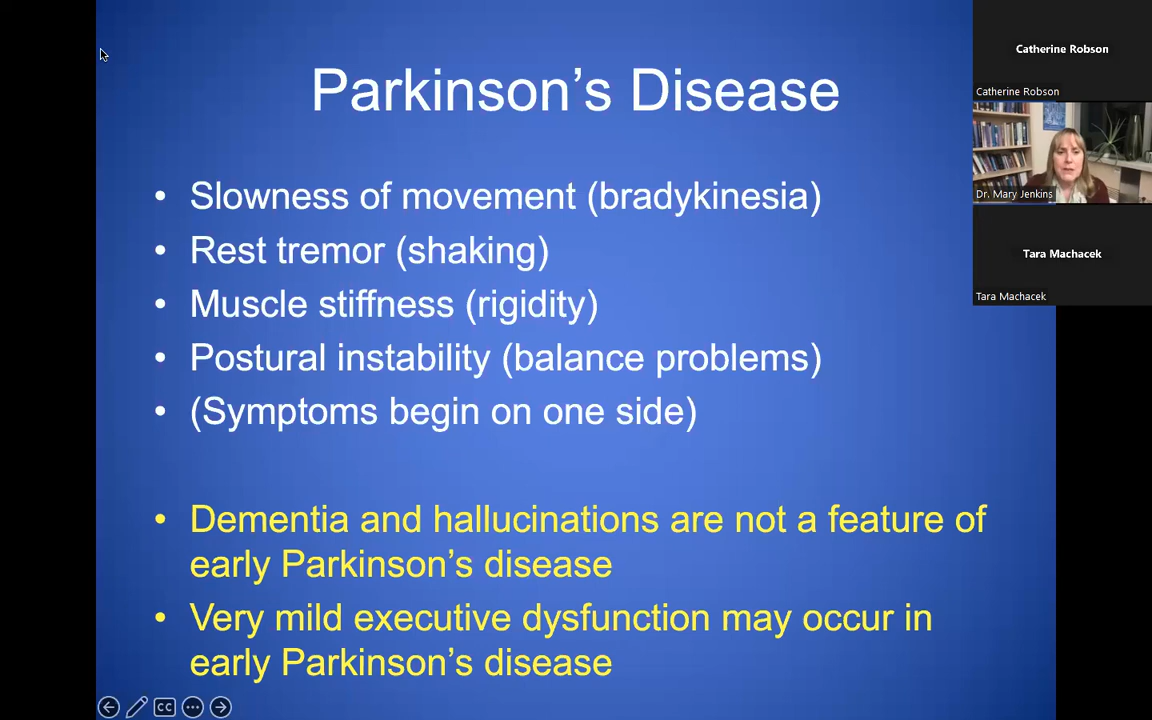 Parkinson's Disease
• Slowness of movement (bradykinesia)
• Rest tremor (shaking)
• Muscle stiffness (rigidity)
• Postural instability (balance problems)
• (Symptoms begin on one side)
• Dementia and hallucinations are not a feature of
early Parkinson's disease
• Very mild executive dysfunction may occur in
early Parkinson's disease
CC
Catherine Robson
Catherine Robson
Dr. Mary Jenkins
Tara Machacek
Tara Machacek